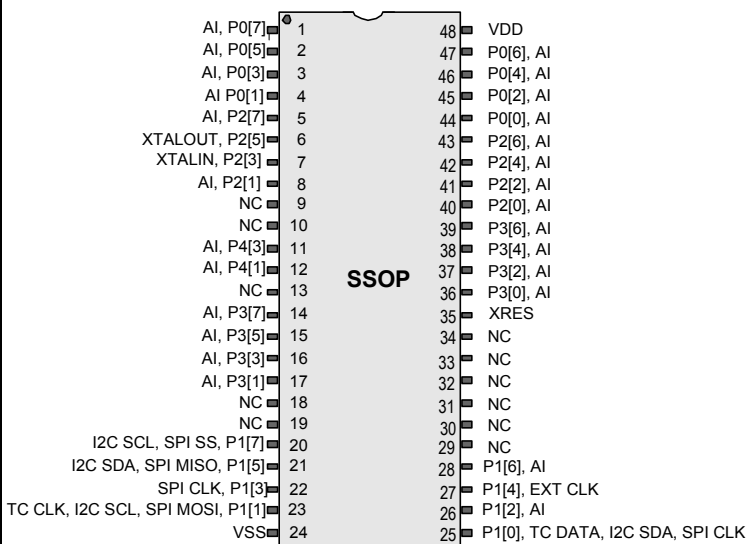 AI, P0[7] 1 48 VDD
AI, P0[5] 2 47 P0[6], AI
AI, P0[3] 3 46 P0[4], AI
AI P0[1] 4 45 P0[2], AI
AI, P2[7] 5 44 P0[0], AI
XTALOUT, P2[5] 6 43 P2[6], AI
XTALIN, P2[3] 7 42 P2[4], AI
AI, P2[1] 8 41 P2[2], AI
NC 9 40 P2[0], AI
NC 10 39 P3[6], AI
AI, P4[3] 11 38 P3[4], AI
AI, P4[1] 12 SSOP 37 P3[2], AI
NC 13 36 P3[0], AI
AI, P3[7] 14 35 XRES
AI, P3[5] 15 34 NC
AI, P3[3] 16 33 NC
AI, P3[1] 17 32 NC
NC 18 31 NC
NC 19 30 NC
I2C SCL, SPI SS, P1[7] 20 29 NC
I2C SDA, SPI MISO, P1[5] 21 28 P1[6], AI
SPI CLK, P1[3] 22 27 P1[4], EXT CLK
TC CLK, I2C SCL, SPI MOSI, P1[1] 23 26 P1[2], AI
VSS 24 25 P1[0], TC DATA, I2C SDA, SPI CLK